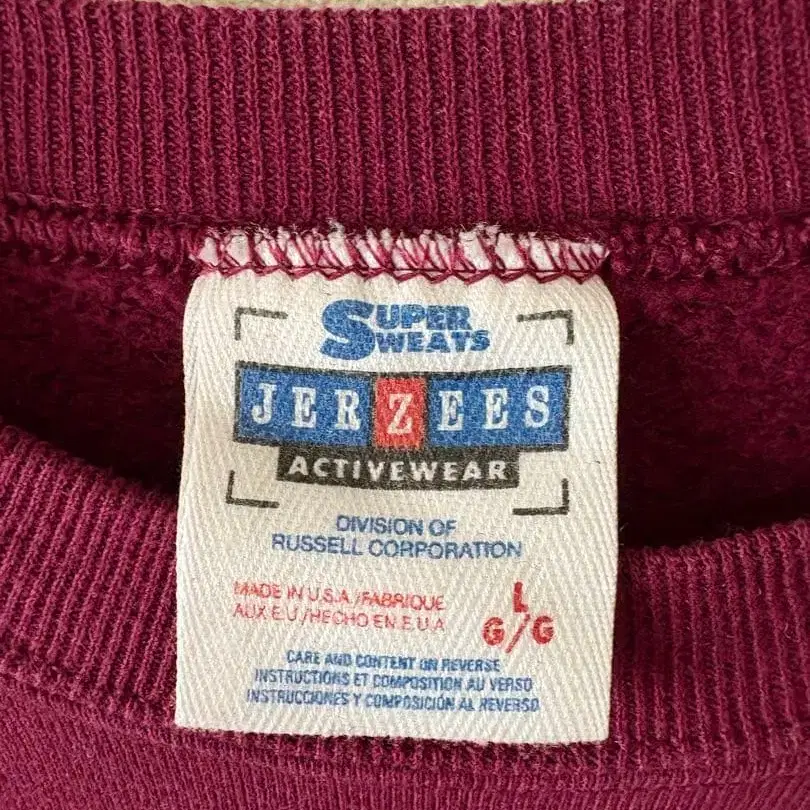 SUPER
SWEATS
JERZEES
ACTIVEWEAR
DIVISION OF
RUSSELL CORPORATION
MADE IN U.S.A./FABRIQUE
AUX E.U./HECHO EN E.U.A
L
G/G
CARE AND CONTENT ON REVERSE
INSTRUCTIONS ET COMPOSITION AU VERSO
INSTRUCCIONES Y COMPOSICIÓN AL REVERSO